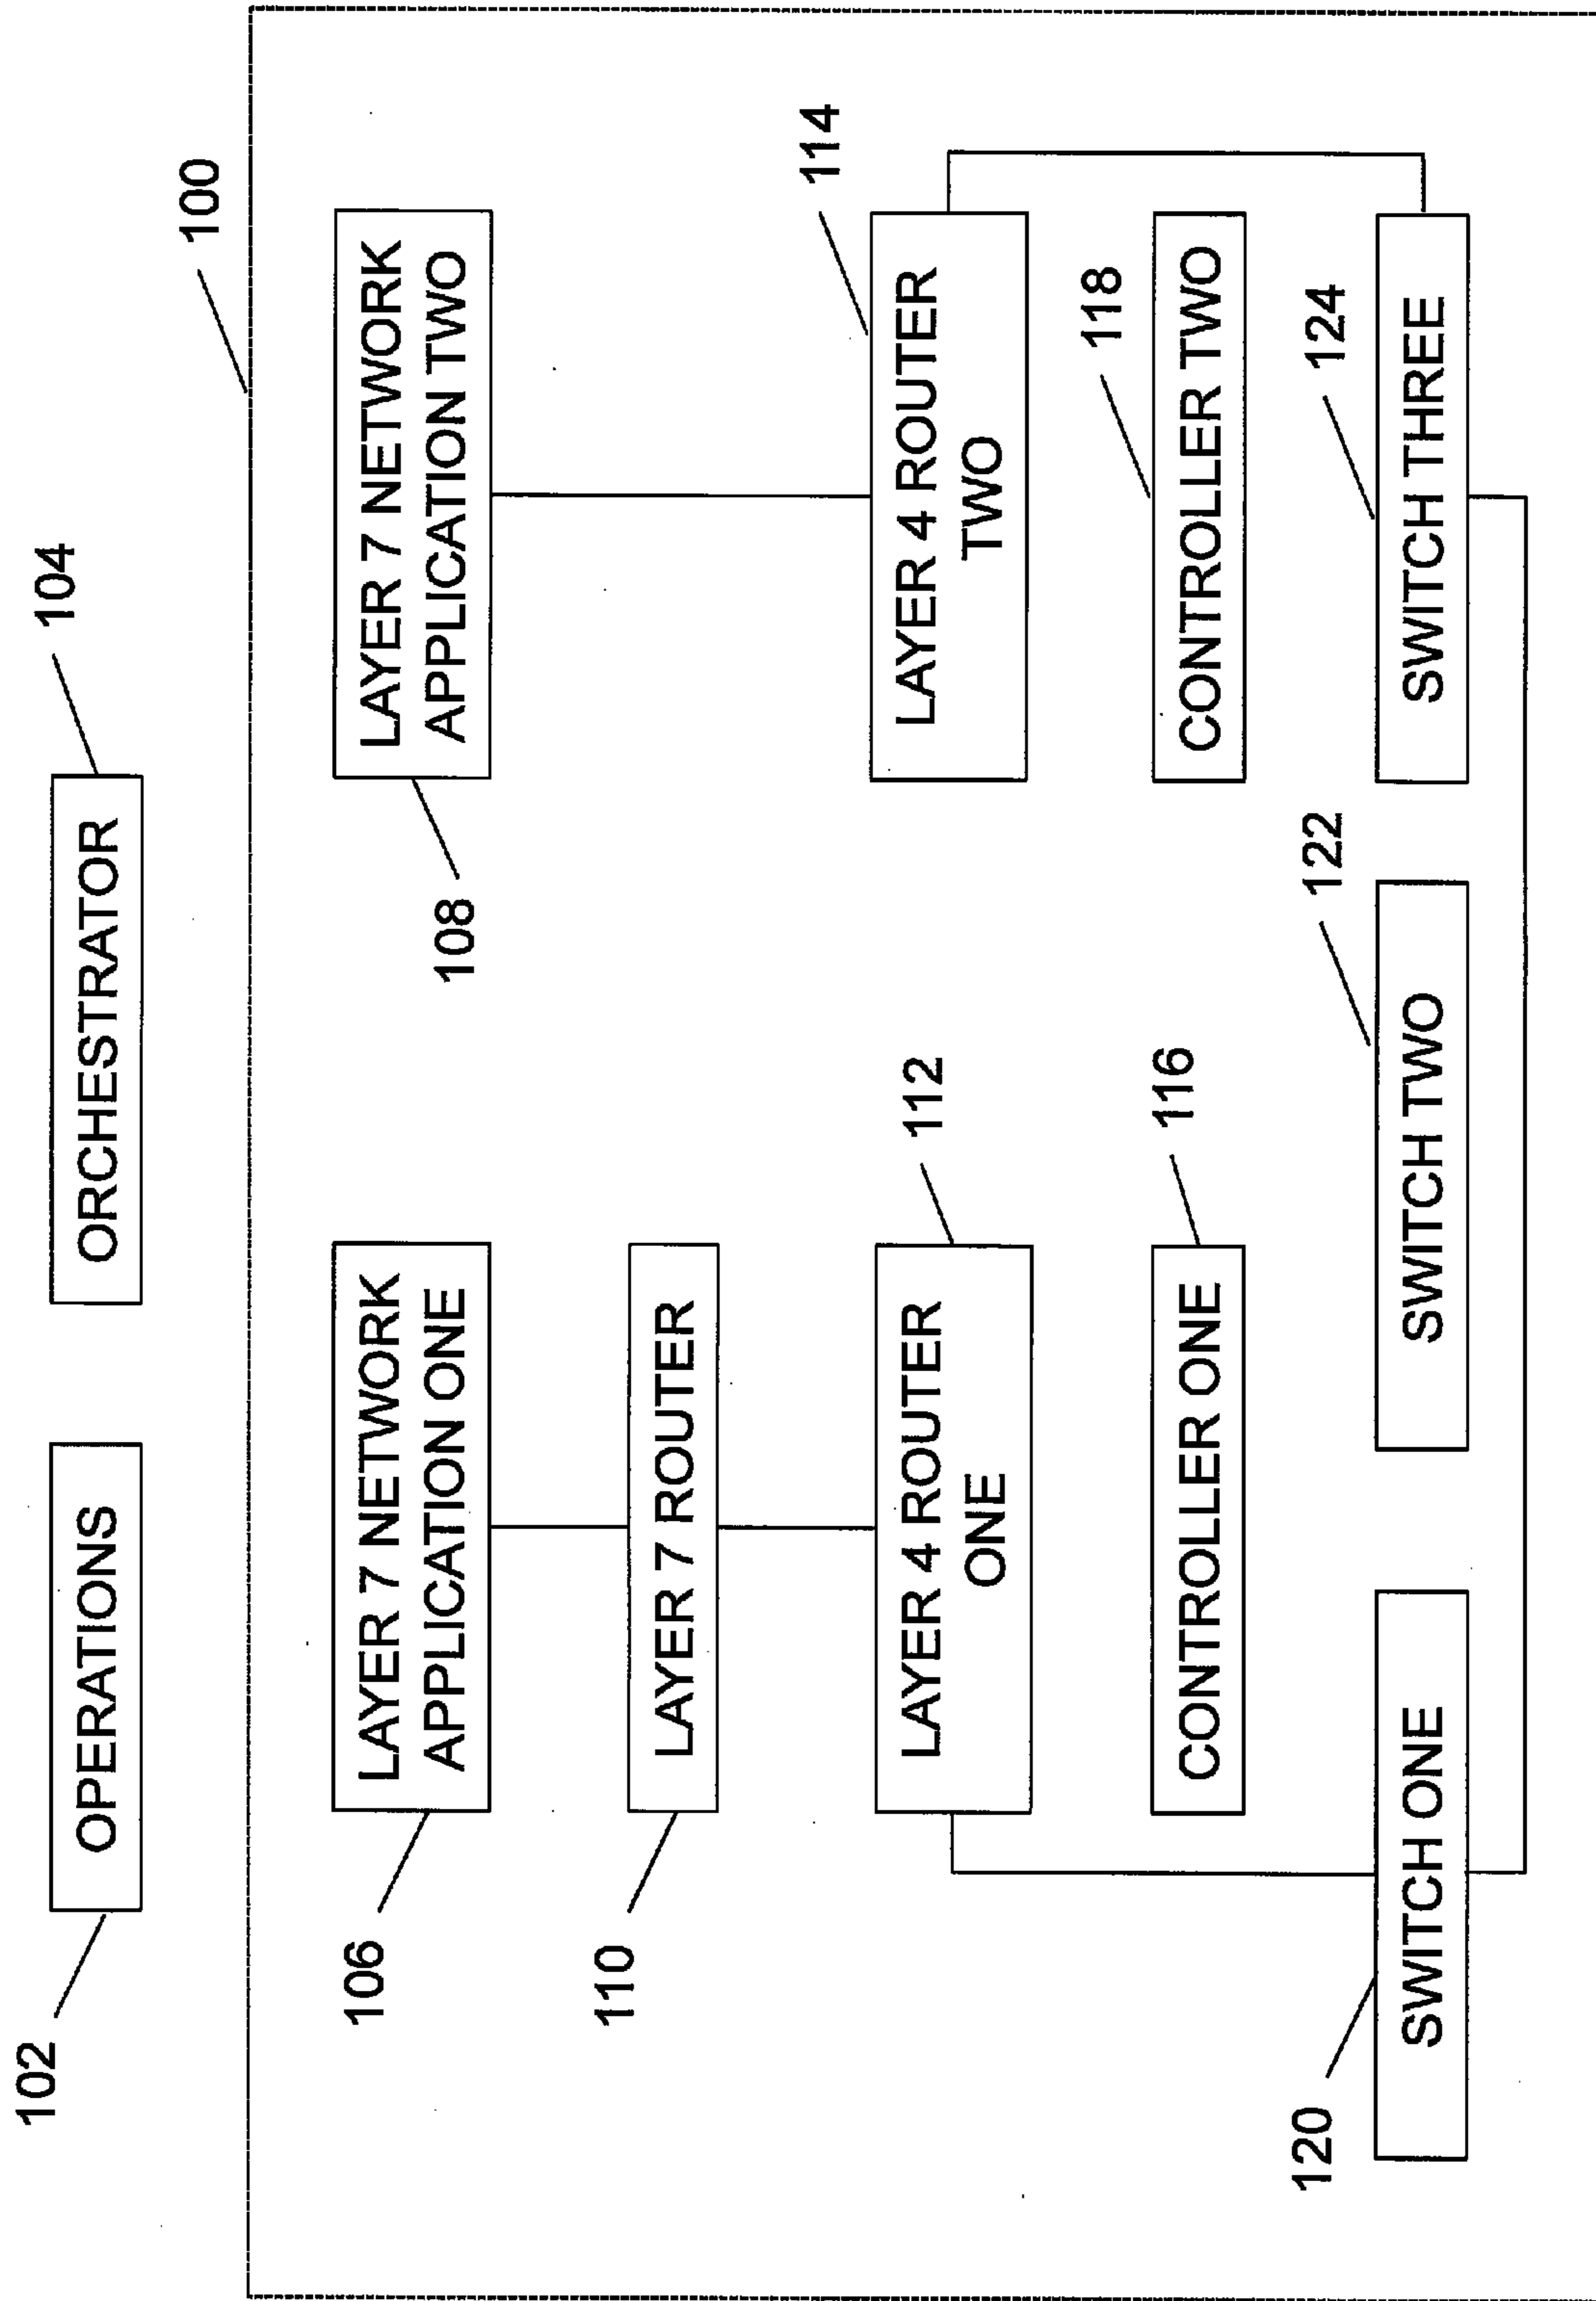 102
OPERATIONS
ORCHESTRATOR
104
100
106
LAYER 7 NETWORK
APPLICATION ONE
108
LAYER 7 NETWORK
APPLICATION TWO
110
LAYER 7 ROUTER
LAYER 4 ROUTER
ONE
112
LAYER 4 ROUTER
TWO
114
CONTROLLER ONE
116
CONTROLLER TWO
118
120
SWITCH ONE
SWITCH TWO
122
SWITCH THREE
124